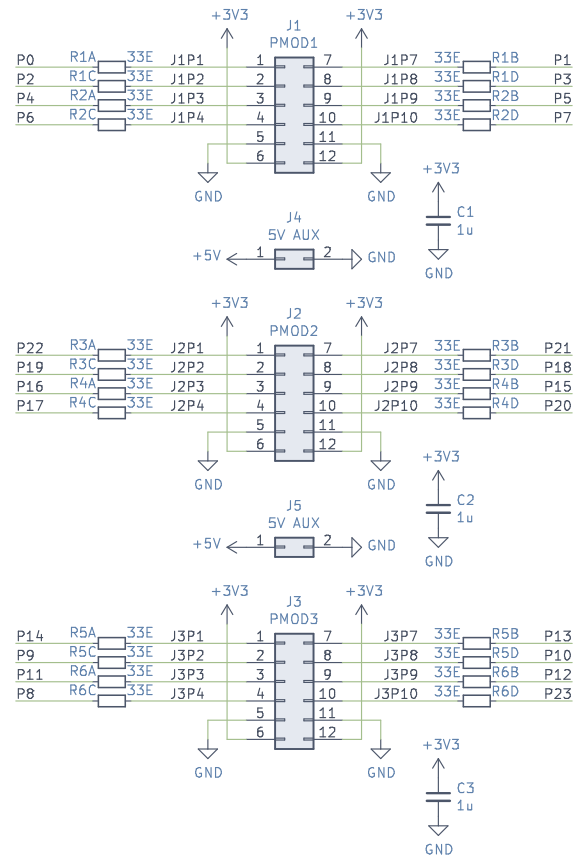 +3V3 J1 +3V3
PMOD1
P0 R1A 33E J1P1 1 7 J1P7 33E R1B P1
P2 R1C 33E J1P2 2 8 J1P8 33E R1D P3
P4 R2A 33E J1P3 3 9 J1P9 33E R2B P5
P6 R2C 33E J1P4 4 10 J1P10 33E R2D P7
5 11
6 12
GND GND
+3V3
C1
1u
GND
J4
5V AUX
+5V 1 2 GND
+3V3 J2 +3V3
PMOD2
P22 R3A 33E J2P1 1 7 J2P7 33E R3B P21
P19 R3C 33E J2P2 2 8 J2P8 33E R3D P18
P16 R4A 33E J2P3 3 9 J2P9 33E R4B P15
P17 R4C 33E J2P4 4 10 J2P10 33E R4D P20
5 11
6 12
GND GND
+3V3
C2
1u
GND
J5
5V AUX
+5V 1 2 GND
+3V3 J3 +3V3
PMOD3
P14 R5A 33E J3P1 1 7 J3P7 33E R5B P13
P9 R5C 33E J3P2 2 8 J3P8 33E R5D P10
P11 R6A 33E J3P3 3 9 J3P9 33E R6B P12
P8 R6C 33E J3P4 4 10 J3P10 33E R6D P23
5 11
6 12
GND GND
+3V3
C3
1u
GND